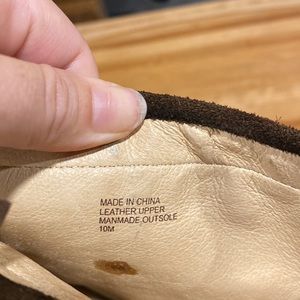 MADE IN CHINA
LEATHER UPPER
MANMADE OUTSOLE
10M